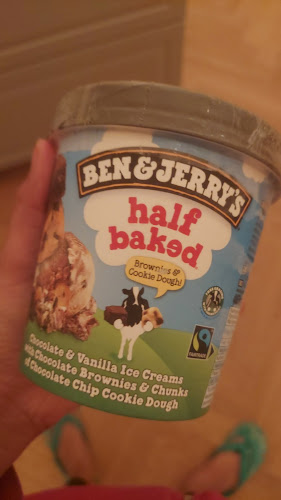 BEN & JERRY'S
half
baked
Brownies &
Cookie Dough!
Chocolate & Vanilla Ice Creams
with Chocolate Brownies & Chunks
of Chocolate Chip Cookie Dough
FAIRTRADE